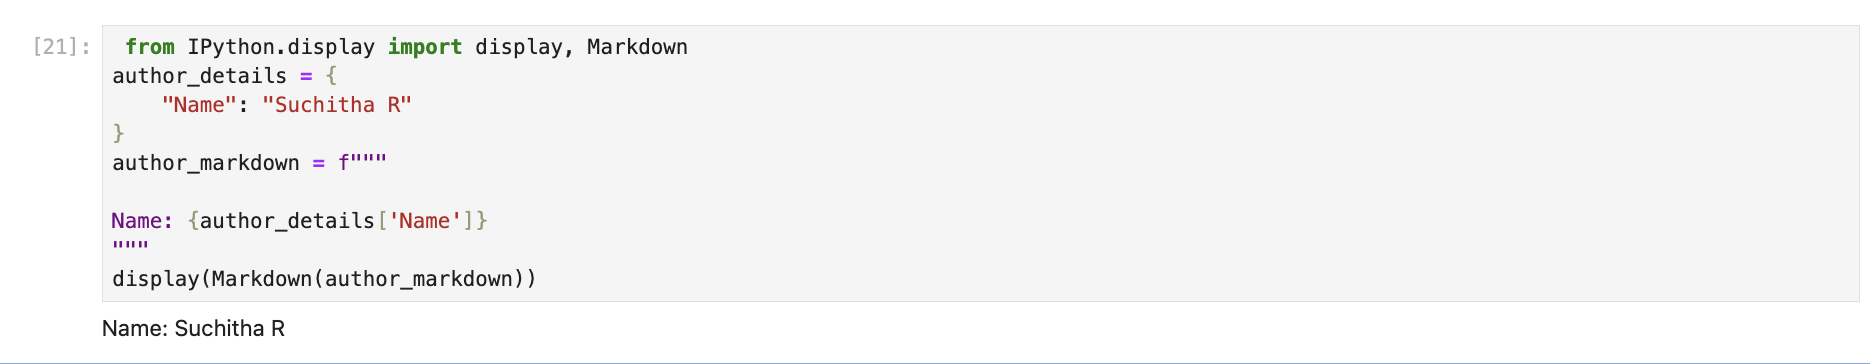 [21]: from IPython.display import display, Markdown
author_details = {
    "Name": "Suchitha R"
}
author_markdown = f"""

Name: {author_details['Name']}
"""
display(Markdown(author_markdown))
Name: Suchitha R